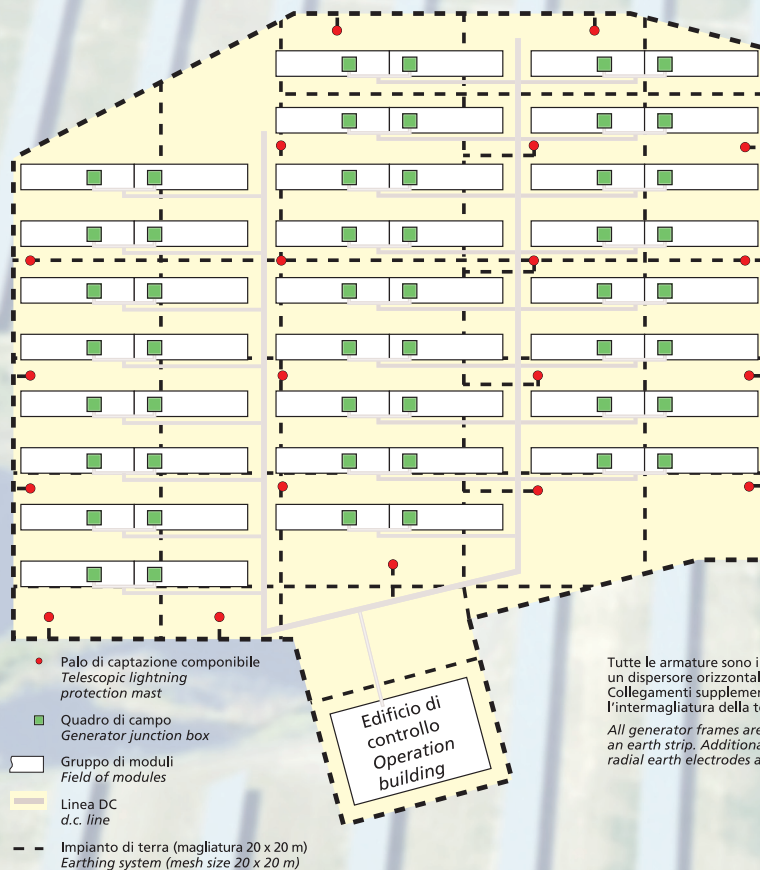 Edificio di
controllo
Operation
building
Palo di captazione componibile
Telescopic lightning
protection mast
Quadro di campo
Generator junction box
Gruppo di moduli
Field of modules
Linea DC
d.c. line
Impianto di terra (magliatura 20 x 20 m)
Earthing system (mesh size 20 x 20 m)
Tutte le armature sono i
un dispersore orizzontal
Collegamenti supplemen
l'intermagliatura della t
All generator frames are
an earth strip. Additiona
radial earth electrodes a